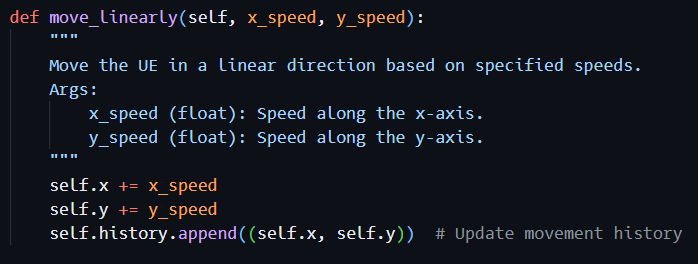 def move_linearly(self, x_speed, y_speed):
    """
    Move the UE in a linear direction based on specified speeds.
    Args:
        x_speed (float): Speed along the x-axis.
        y_speed (float): Speed along the y-axis.
    """
    self.x += x_speed
    self.y += y_speed
    self.history.append((self.x, self.y))  # Update movement history